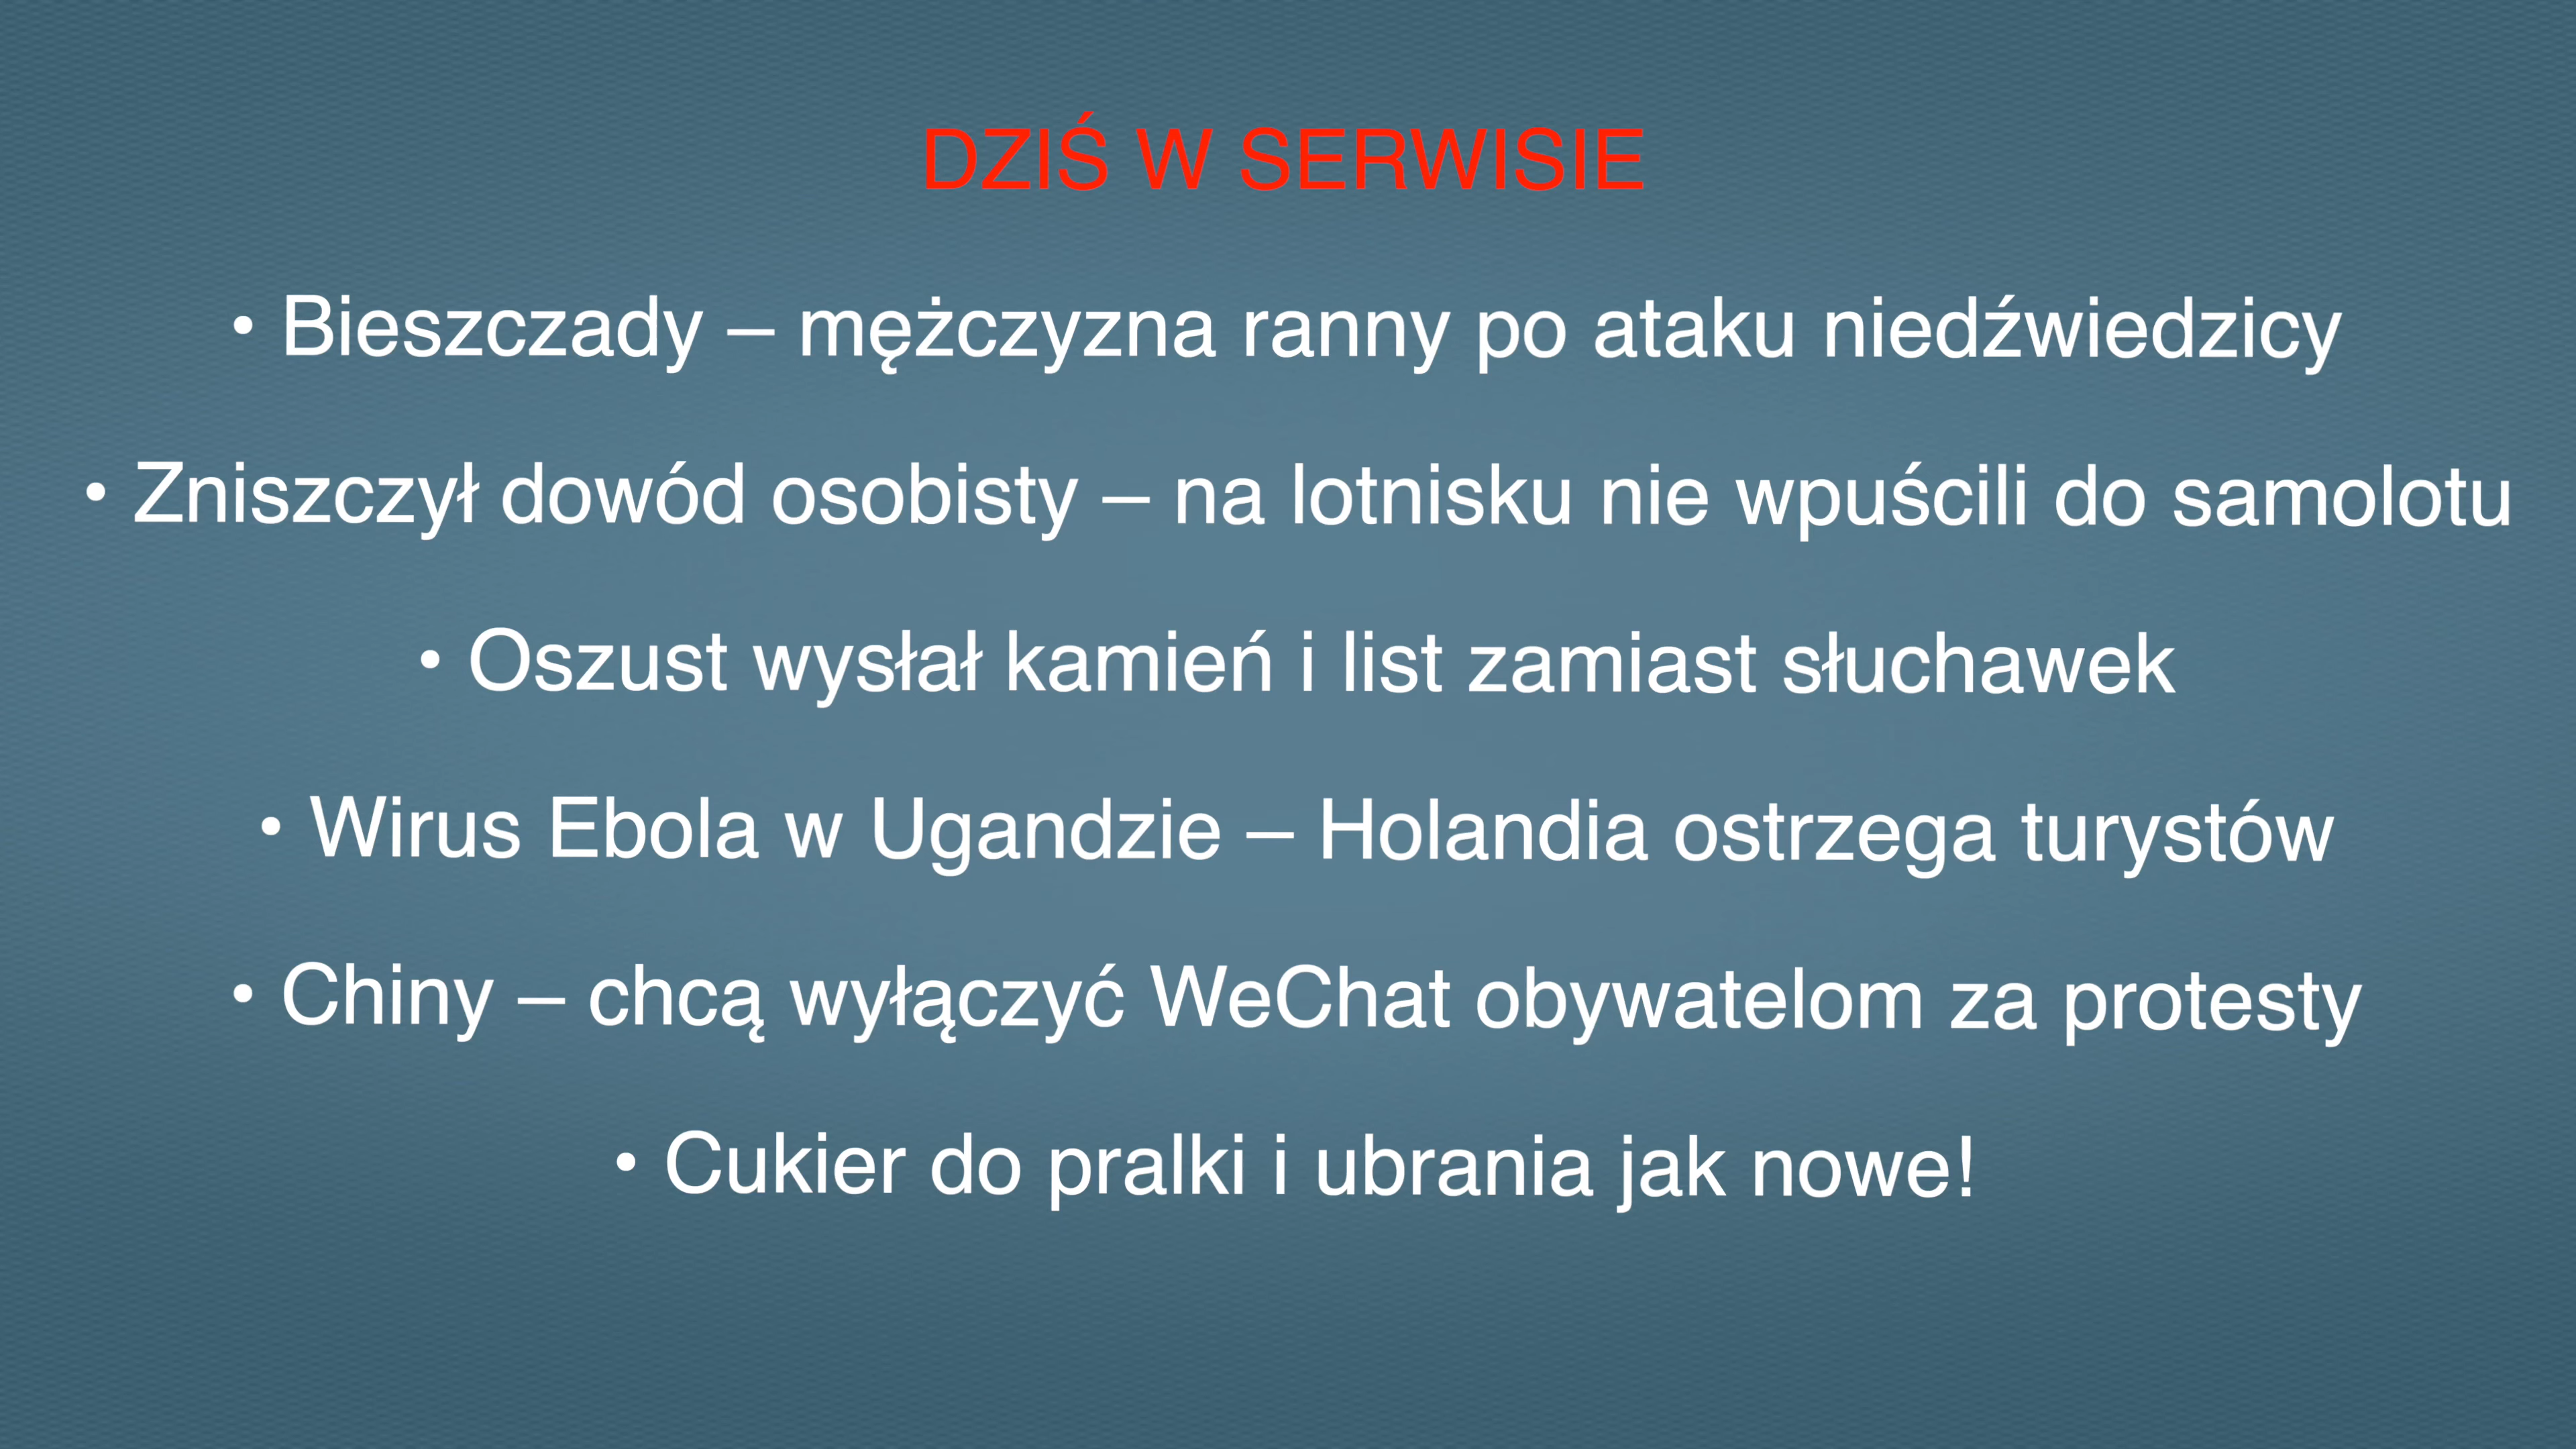 DZIŚ W SERWISIE
• Bieszczady – mężczyzna ranny po ataku niedźwiedzicy
• Zniszczył dowód osobisty – na lotnisku nie wpuścili do samolotu
• Oszust wysłał kamień i list zamiast słuchawek
• Wirus Ebola w Ugandzie – Holandia ostrzega turystów
• Chiny – chcą wyłączyć WeChat obywatelom za protesty
• Cukier do pralki i ubrania jak nowe!